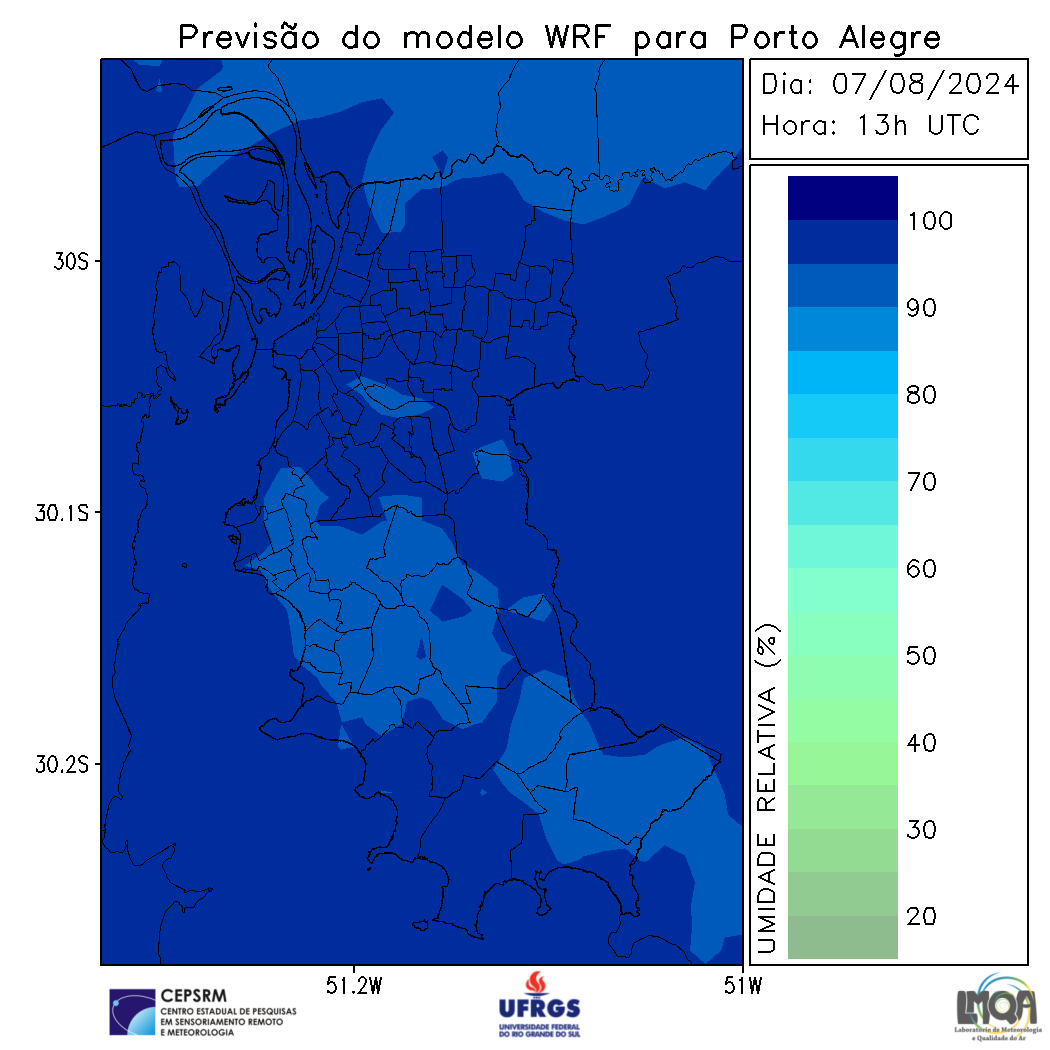 Previsão do modelo WRF para Porto Alegre
Dia: 07/08/2024
Hora: 13h UTC
100
90
80
70
60
50
40
30
20
UMIDADE RELATIVA (%)
30S
30.1S
30.2S
51.2W
51W
CEPSRM
CENTRO ESTADUAL DE PESQUISAS
EM SENSORIAMENTO REMOTO
E METEOROLOGIA
UFRGS
UNIVERSIDADE FEDERAL
DO RIO GRANDE DO SUL
LMQA
Laboratório de Meteorologia
e Qualidade do Ar